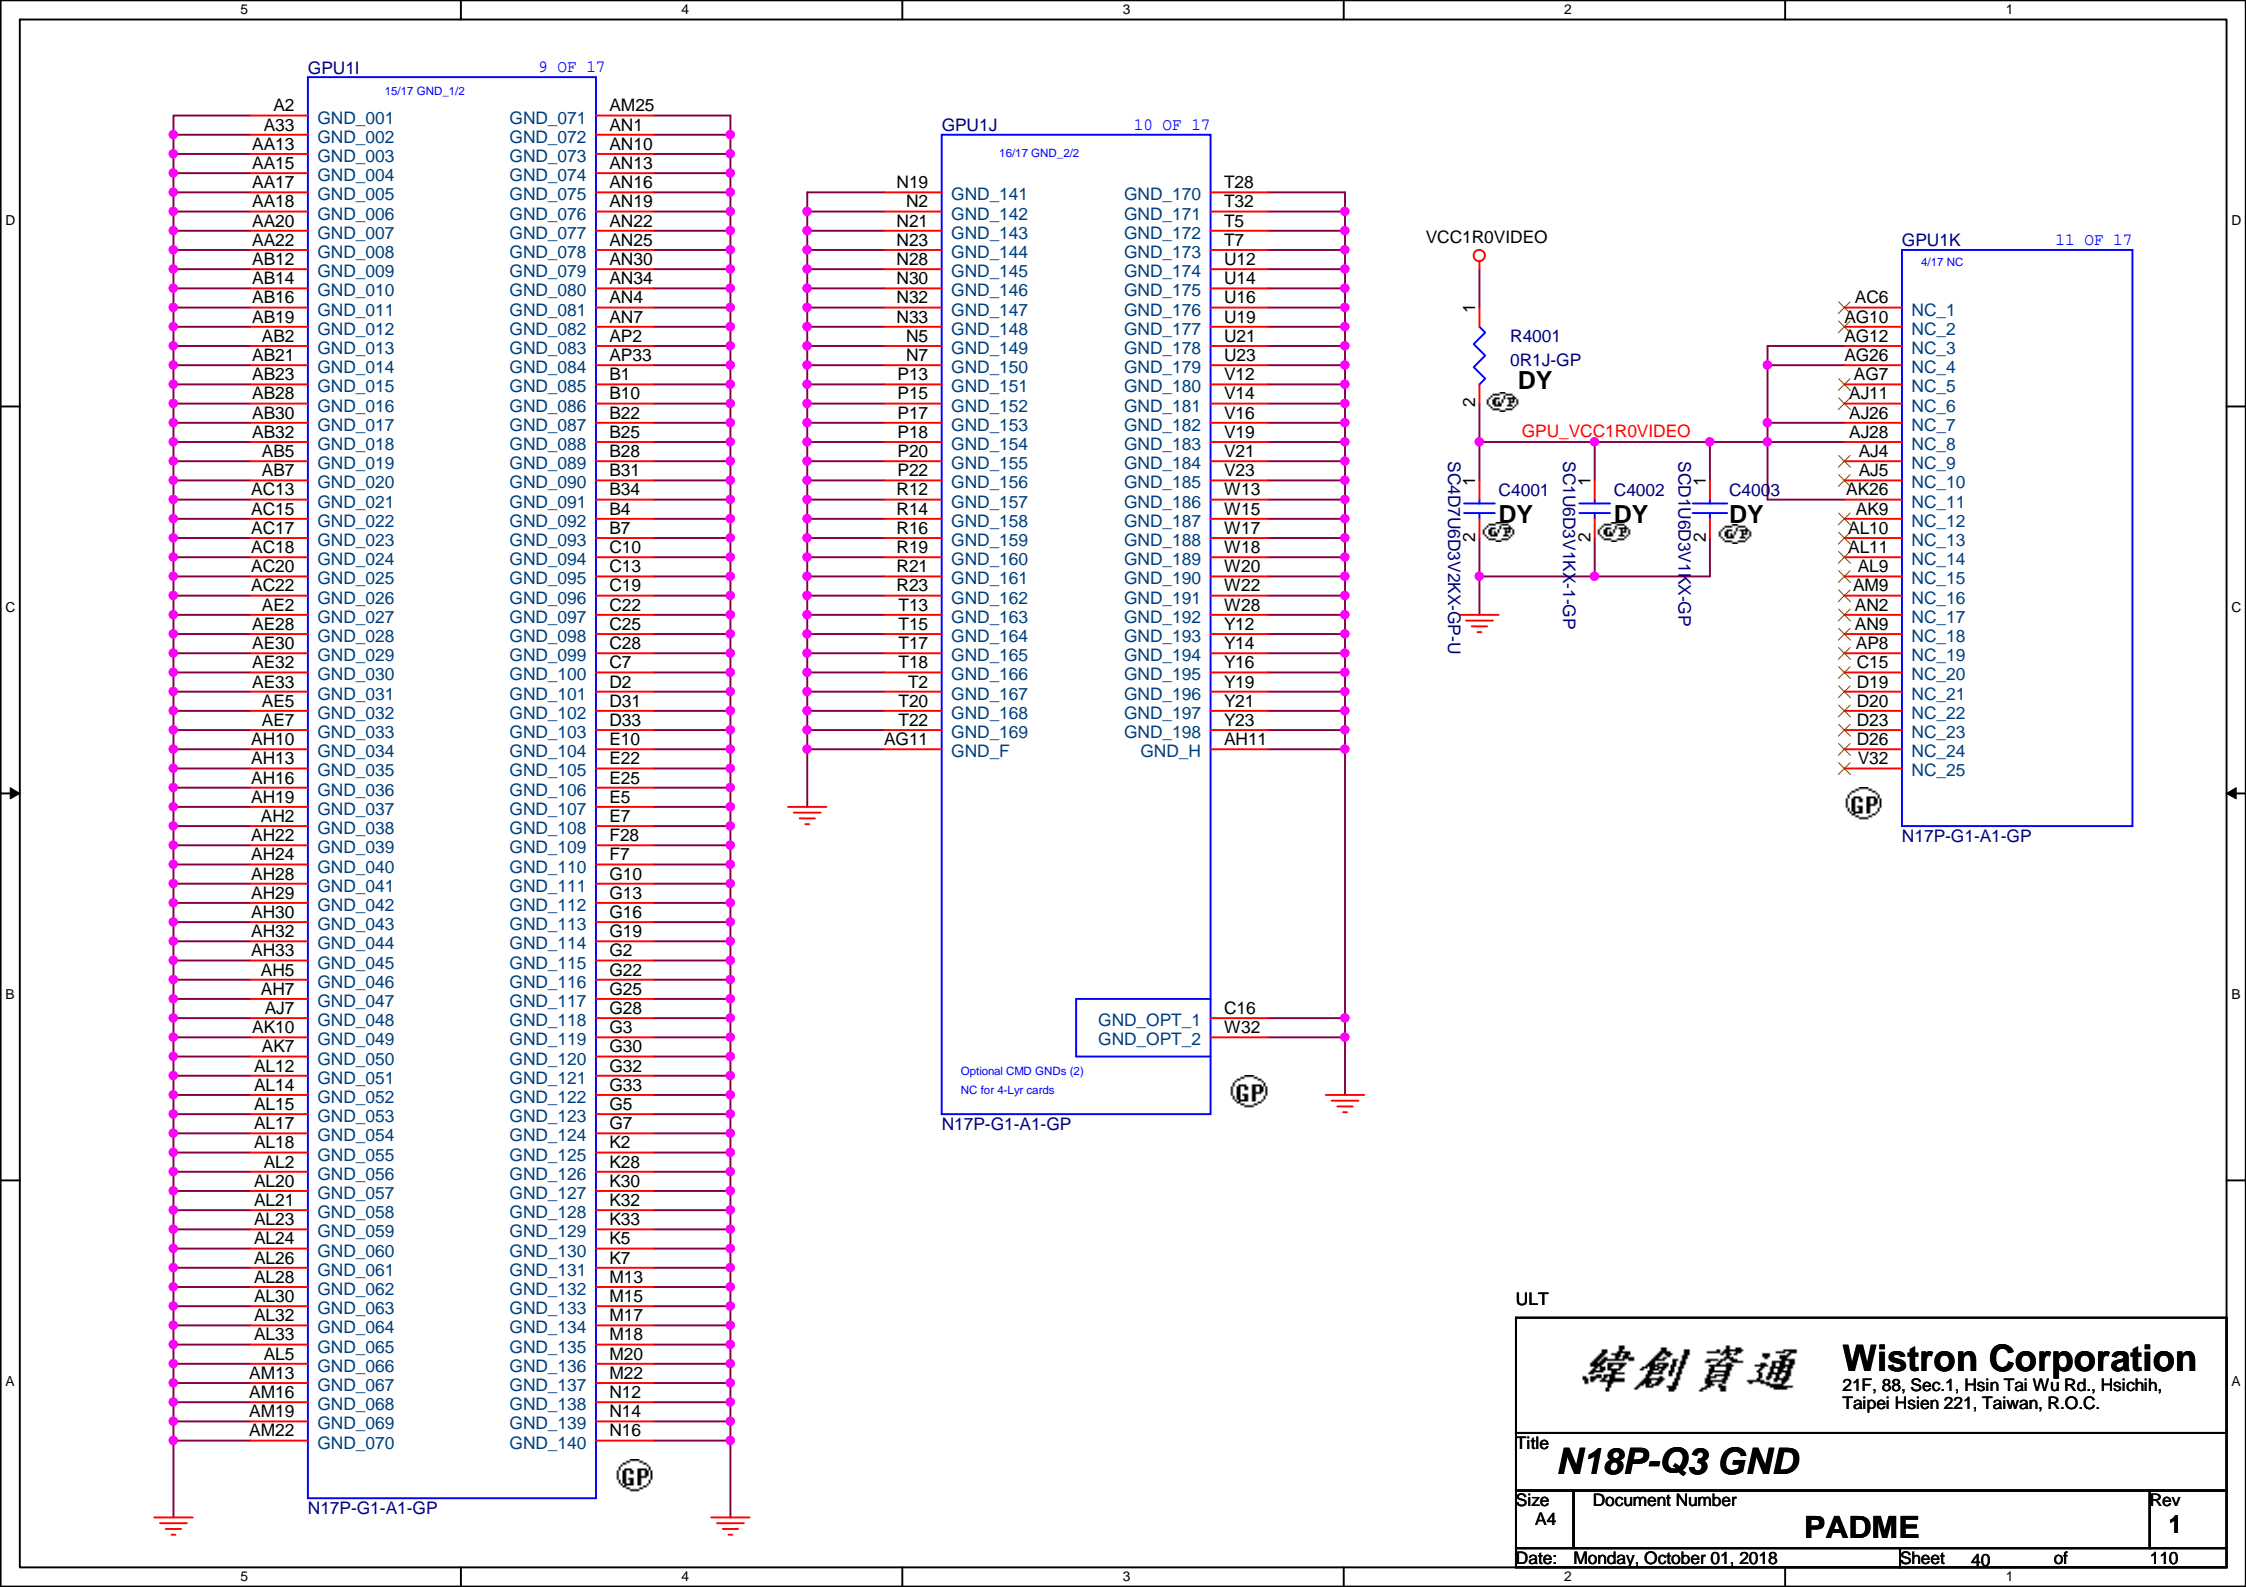 5 4 3 2 1
GPU1I 9 OF 17
15/17 GND_1/2
A2 GND_001 GND_071 AM25
A33 GND_002 GND_072 AN1
AA13 GND_003 GND_073 AN10
AA15 GND_004 GND_074 AN13
AA17 GND_005 GND_075 AN16
AA18 GND_006 GND_076 AN19
AA20 GND_007 GND_077 AN22
AA22 GND_008 GND_078 AN25
AB12 GND_009 GND_079 AN30
AB14 GND_010 GND_080 AN34
AB16 GND_011 GND_081 AN4
AB19 GND_012 GND_082 AN7
AB2 GND_013 GND_083 AP2
AB21 GND_014 GND_084 AP33
AB23 GND_015 GND_085 B1
AB28 GND_016 GND_086 B10
AB30 GND_017 GND_087 B22
AB32 GND_018 GND_088 B25
AB5 GND_019 GND_089 B28
AB7 GND_020 GND_090 B31
AC13 GND_021 GND_091 B34
AC15 GND_022 GND_092 B4
AC17 GND_023 GND_093 B7
AC18 GND_024 GND_094 C10
AC20 GND_025 GND_095 C13
AC22 GND_026 GND_096 C19
AE2 GND_027 GND_097 C22
AE28 GND_028 GND_098 C25
AE30 GND_029 GND_099 C28
AE32 GND_030 GND_100 C7
AE33 GND_031 GND_101 D2
AE5 GND_032 GND_102 D31
AE7 GND_033 GND_103 D33
AH10 GND_034 GND_104 E10
AH13 GND_035 GND_105 E22
AH16 GND_036 GND_106 E25
AH19 GND_037 GND_107 E5
AH2 GND_038 GND_108 E7
AH22 GND_039 GND_109 F28
AH24 GND_040 GND_110 F7
AH28 GND_041 GND_111 G10
AH29 GND_042 GND_112 G13
AH30 GND_043 GND_113 G16
AH32 GND_044 GND_114 G19
AH33 GND_045 GND_115 G2
AH5 GND_046 GND_116 G22
AH7 GND_047 GND_117 G25
AJ7 GND_048 GND_118 G28
AK10 GND_049 GND_119 G3
AK7 GND_050 GND_120 G30
AL12 GND_051 GND_121 G32
AL14 GND_052 GND_122 G33
AL15 GND_053 GND_123 G5
AL17 GND_054 GND_124 G7
AL18 GND_055 GND_125 K2
AL2 GND_056 GND_126 K28
AL20 GND_057 GND_127 K30
AL21 GND_058 GND_128 K32
AL23 GND_059 GND_129 K33
AL24 GND_060 GND_130 K5
AL26 GND_061 GND_131 K7
AL28 GND_062 GND_132 M13
AL30 GND_063 GND_133 M15
AL32 GND_064 GND_134 M17
AL33 GND_065 GND_135 M18
AL5 GND_066 GND_136 M20
AM13 GND_067 GND_137 M22
AM16 GND_068 GND_138 N12
AM19 GND_069 GND_139 N14
AM22 GND_070 GND_140 N16
GP
N17P-G1-A1-GP
GPU1J 10 OF 17
16/17 GND_2/2
N19 GND_141 GND_170 T28
N2 GND_142 GND_171 T32
N21 GND_143 GND_172 T5
N23 GND_144 GND_173 T7
N28 GND_145 GND_174 U12
N30 GND_146 GND_175 U14
N32 GND_147 GND_176 U16
N33 GND_148 GND_177 U19
N5 GND_149 GND_178 U21
N7 GND_150 GND_179 U23
P13 GND_151 GND_180 V12
P15 GND_152 GND_181 V14
P17 GND_153 GND_182 V16
P18 GND_154 GND_183 V19
P20 GND_155 GND_184 V21
P22 GND_156 GND_185 V23
R12 GND_157 GND_186 W13
R14 GND_158 GND_187 W15
R16 GND_159 GND_188 W17
R19 GND_160 GND_189 W18
R21 GND_161 GND_190 W20
R23 GND_162 GND_191 W22
T13 GND_163 GND_192 W28
T15 GND_164 GND_193 Y12
T17 GND_165 GND_194 Y14
T18 GND_166 GND_195 Y16
T2 GND_167 GND_196 Y19
T20 GND_168 GND_197 Y21
T22 GND_169 GND_198 Y23
AG11 GND_F GND_H AH11
GND_OPT_1 C16
GND_OPT_2 W32
Optional CMD GNDs (2)
NC for 4-Lyr cards
GP
N17P-G1-A1-GP
VCC1R0VIDEO
1
R4001
0R1J-GP
DY
2 G/P
GPU_VCC1R0VIDEO
SC4D7U6D3V2KX-GP-U 1 C4001 DY 2 G/P
SC1U6D3V1KX-1-GP 1 C4002 DY 2 G/P
SCD1U6D3V1KX-GP 1 C4003 DY 2 G/P
GPU1K 11 OF 17
4/17 NC
AC6 NC_1
AG10 NC_2
AG12 NC_3
AG26 NC_4
AG7 NC_5
AJ11 NC_6
AJ26 NC_7
AJ28 NC_8
AJ4 NC_9
AJ5 NC_10
AK26 NC_11
AK9 NC_12
AL10 NC_13
AL11 NC_14
AL9 NC_15
AM9 NC_16
AN2 NC_17
AN9 NC_18
AP8 NC_19
C15 NC_20
D19 NC_21
D20 NC_22
D23 NC_23
D26 NC_24
V32 NC_25
GP
N17P-G1-A1-GP
D D
C C
B B
A A
ULT
緯創資通 Wistron Corporation
21F, 88, Sec.1, Hsin Tai Wu Rd., Hsichih,
Taipei Hsien 221, Taiwan, R.O.C.
Title N18P-Q3 GND
Size Document Number Rev
A4 PADME 1
Date: Monday, October 01, 2018 Sheet 40 of 110
5 4 3 2 1